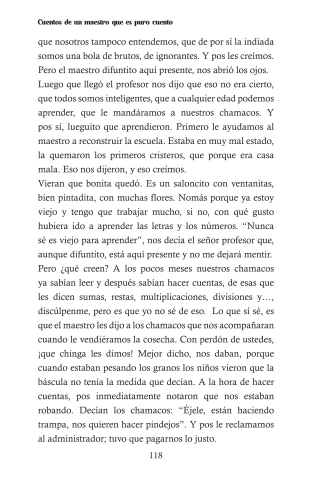 Cuentos de un maestro que es puro cuento
que nosotros tampoco entendemos, que de por sí la indiada
somos una bola de brutos, de ignorantes. Y pos les creímos.
Pero el maestro difuntito aquí presente, nos abrió los ojos.
Luego que llegó el profesor nos dijo que eso no era cierto,
que todos somos inteligentes, que a cualquier edad podemos
aprender, que le mandáramos a nuestros chamacos. Y
pos sí, lueguito que aprendieron. Primero le ayudamos al
maestro a reconstruir la escuela. Estaba en muy mal estado,
la quemaron los primeros cristeros, que porque era casa
mala. Eso nos dijeron, y eso creímos.
Vieran que bonita quedó. Es un saloncito con ventanitas,
bien pintadita, con muchas flores. Nomás porque ya estoy
viejo y tengo que trabajar mucho, si no, con qué gusto
hubiera ido a aprender las letras y los números. “Nunca
sé es viejo para aprender”, nos decía el señor profesor que,
aunque difuntito, está aquí presente y no me dejará mentir.
Pero ¿qué creen? A los pocos meses nuestros chamacos
ya sabían leer y después sabían hacer cuentas, de esas que
les dicen sumas, restas, multiplicaciones, divisiones y…,
discúlpenme, pero es que yo no sé de eso. Lo que sí sé, es
que el maestro les dijo a los chamacos que nos acompañaran
cuando le vendiéramos la cosecha. Con perdón de ustedes,
¡que chinga les dimos! Mejor dicho, nos daban, porque
cuando estaban pesando los granos los niños vieron que la
báscula no tenía la medida que decían. A la hora de hacer
cuentas, pos inmediatamente notaron que nos estaban
robando. Decían los chamacos: “Éjele, están haciendo
trampa, nos quieren hacer pindejos”. Y pos le reclamamos
al administrador; tuvo que pagarnos lo justo.
118